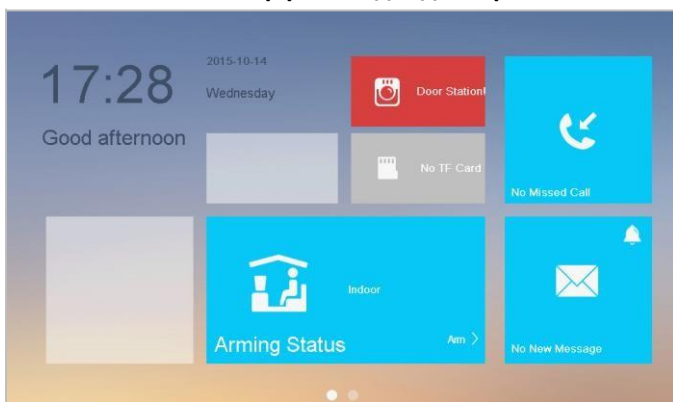 17:28
2015-10-14
Wednesday
Good afternoon
Door Station!
No TF Card
No Missed Call
Indoor
Arming Status
Arm
No New Message